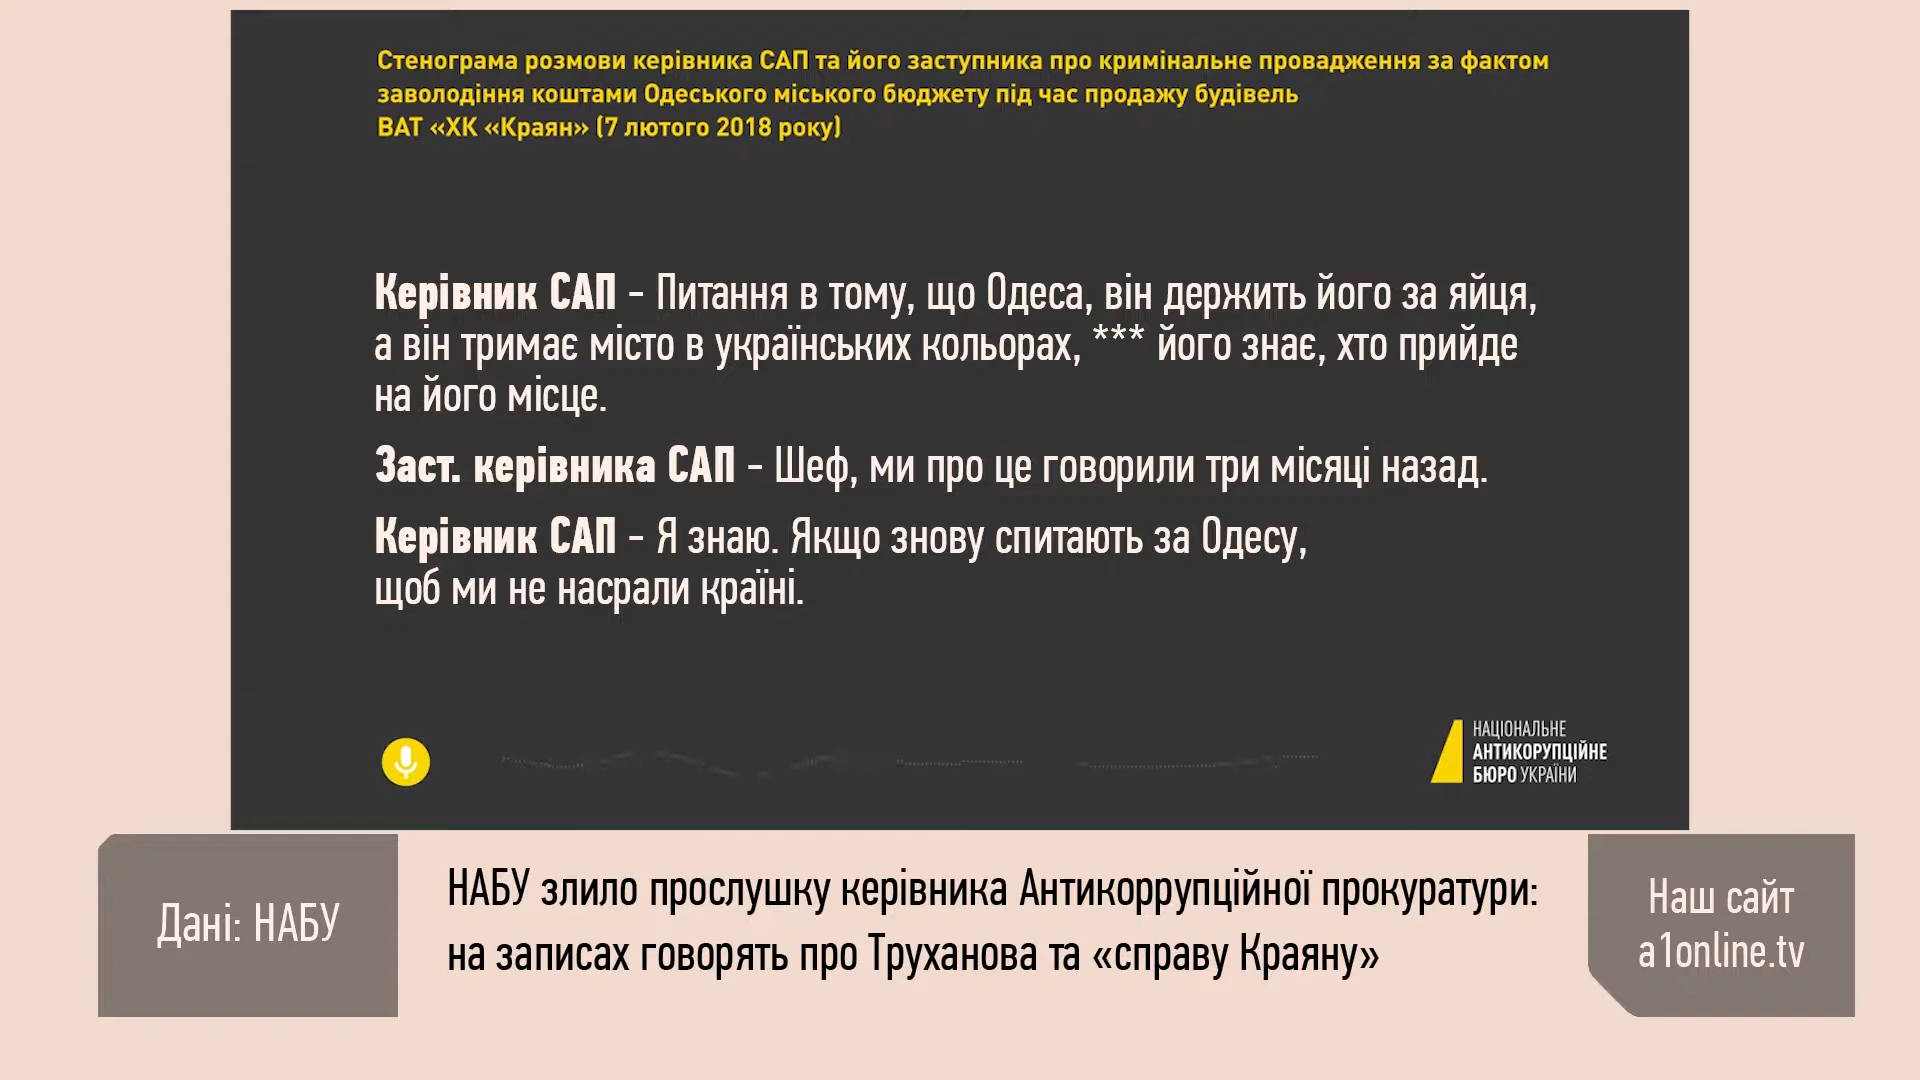 Стенограма розмови керівника САП та його заступника про кримінальне провадження за фактом
заволодіння коштами Одеського міського бюджету під час продажу будівель
ВАТ «ХК «Краян» (7 лютого 2018 року)
Керівник САП - Питання в тому, що Одеса, він держить його за яйця,
а він тримає місто в українських кольорах, *** його знає, хто прийде
на його місце.
Заст. керівника САП - Шеф, ми про це говорили три місяці назад.
Керівник САП - Я знаю. Якщо знову спитають за Одесу,
щоб ми не насрали країні.
НАЦІОНАЛЬНЕ
АНТИКОРУПЦІЙНЕ
БЮРО УКРАЇНИ
Дані: НАБУ
НАБУ злило прослушку керівника Антикоррупційної прокуратури:
на записах говорять про Труханова та «справу Краяну»
Наш сайт
a1online.tv